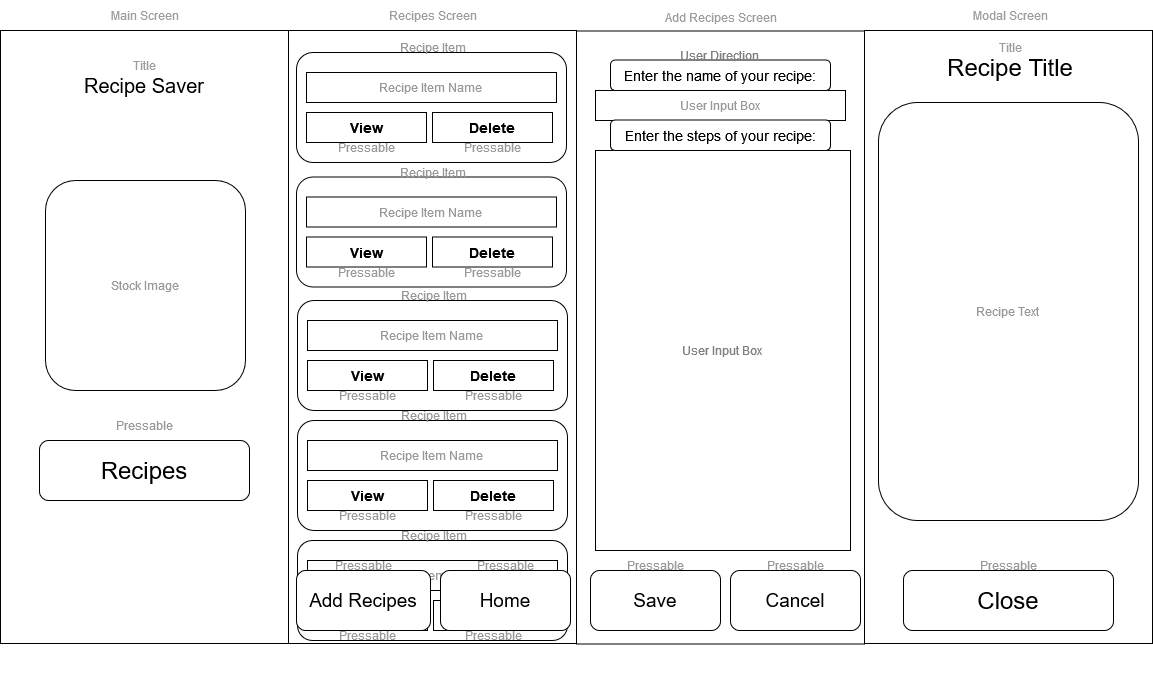 Main Screen
Title
Recipe Saver
Stock Image
Pressable
Recipes
Recipes Screen
Recipe Item
Recipe Item Name
View
Delete
Pressable
Pressable
Recipe Item
Recipe Item Name
View
Delete
Pressable
Pressable
Recipe Item
Recipe Item Name
View
Delete
Pressable
Pressable
Recipe Item
Recipe Item Name
View
Delete
Pressable
Pressable
Recipe Item
Pressable
Pressable
Add Recipes
Home
Pressable
Pressable
Add Recipes Screen
User Direction
Enter the name of your recipe:
User Input Box
Enter the steps of your recipe:
User Input Box
Pressable
Pressable
Save
Cancel
Modal Screen
Title
Recipe Title
Recipe Text
Pressable
Close